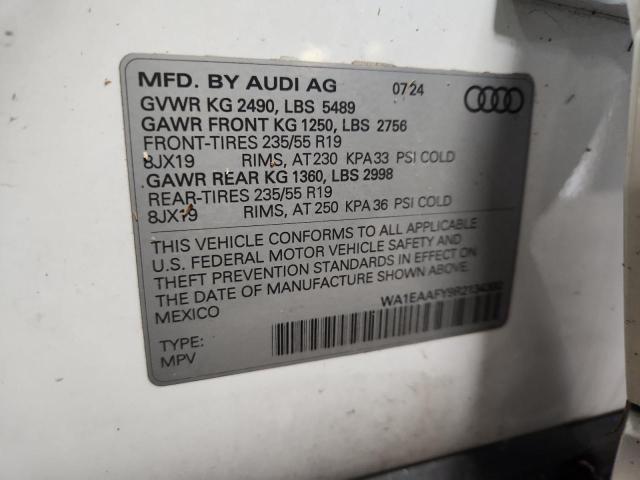 MFD. BY AUDI AG 07 24
GVWR KG 2490, LBS 5489
GAWR FRONT KG 1250, LBS 2756
FRONT-TIRES 235/55 R19
8JX19 RIMS, AT 230 KPA 33 PSI COLD
GAWR REAR KG 1360, LBS 2998
REAR-TIRES 235/55 R19
8JX19 RIMS, AT 250 KPA 36 PSI COLD
THIS VEHICLE CONFORMS TO ALL APPLICABLE
U.S. FEDERAL MOTOR VEHICLE SAFETY AND
THEFT PREVENTION STANDARDS IN EFFECT ON
THE DATE OF MANUFACTURE SHOWN ABOVE.
MEXICO
TYPE:
MPV